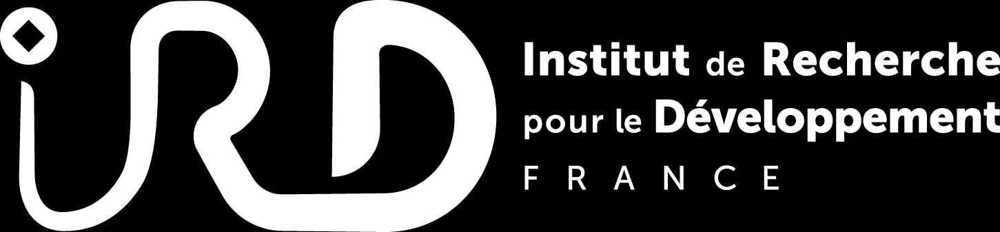 iRD
Institut de Recherche
pour le Développement
FRANCE